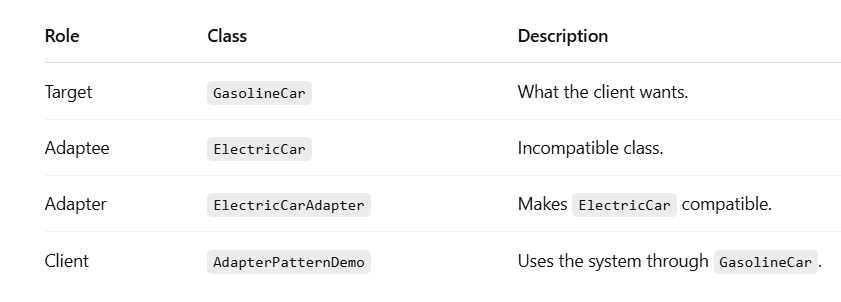 Role Class Description
Target GasolineCar What the client wants.
Adaptee ElectricCar Incompatible class.
Adapter ElectricCarAdapter Makes ElectricCar compatible.
Client AdapterPatternDemo Uses the system through GasolineCar.